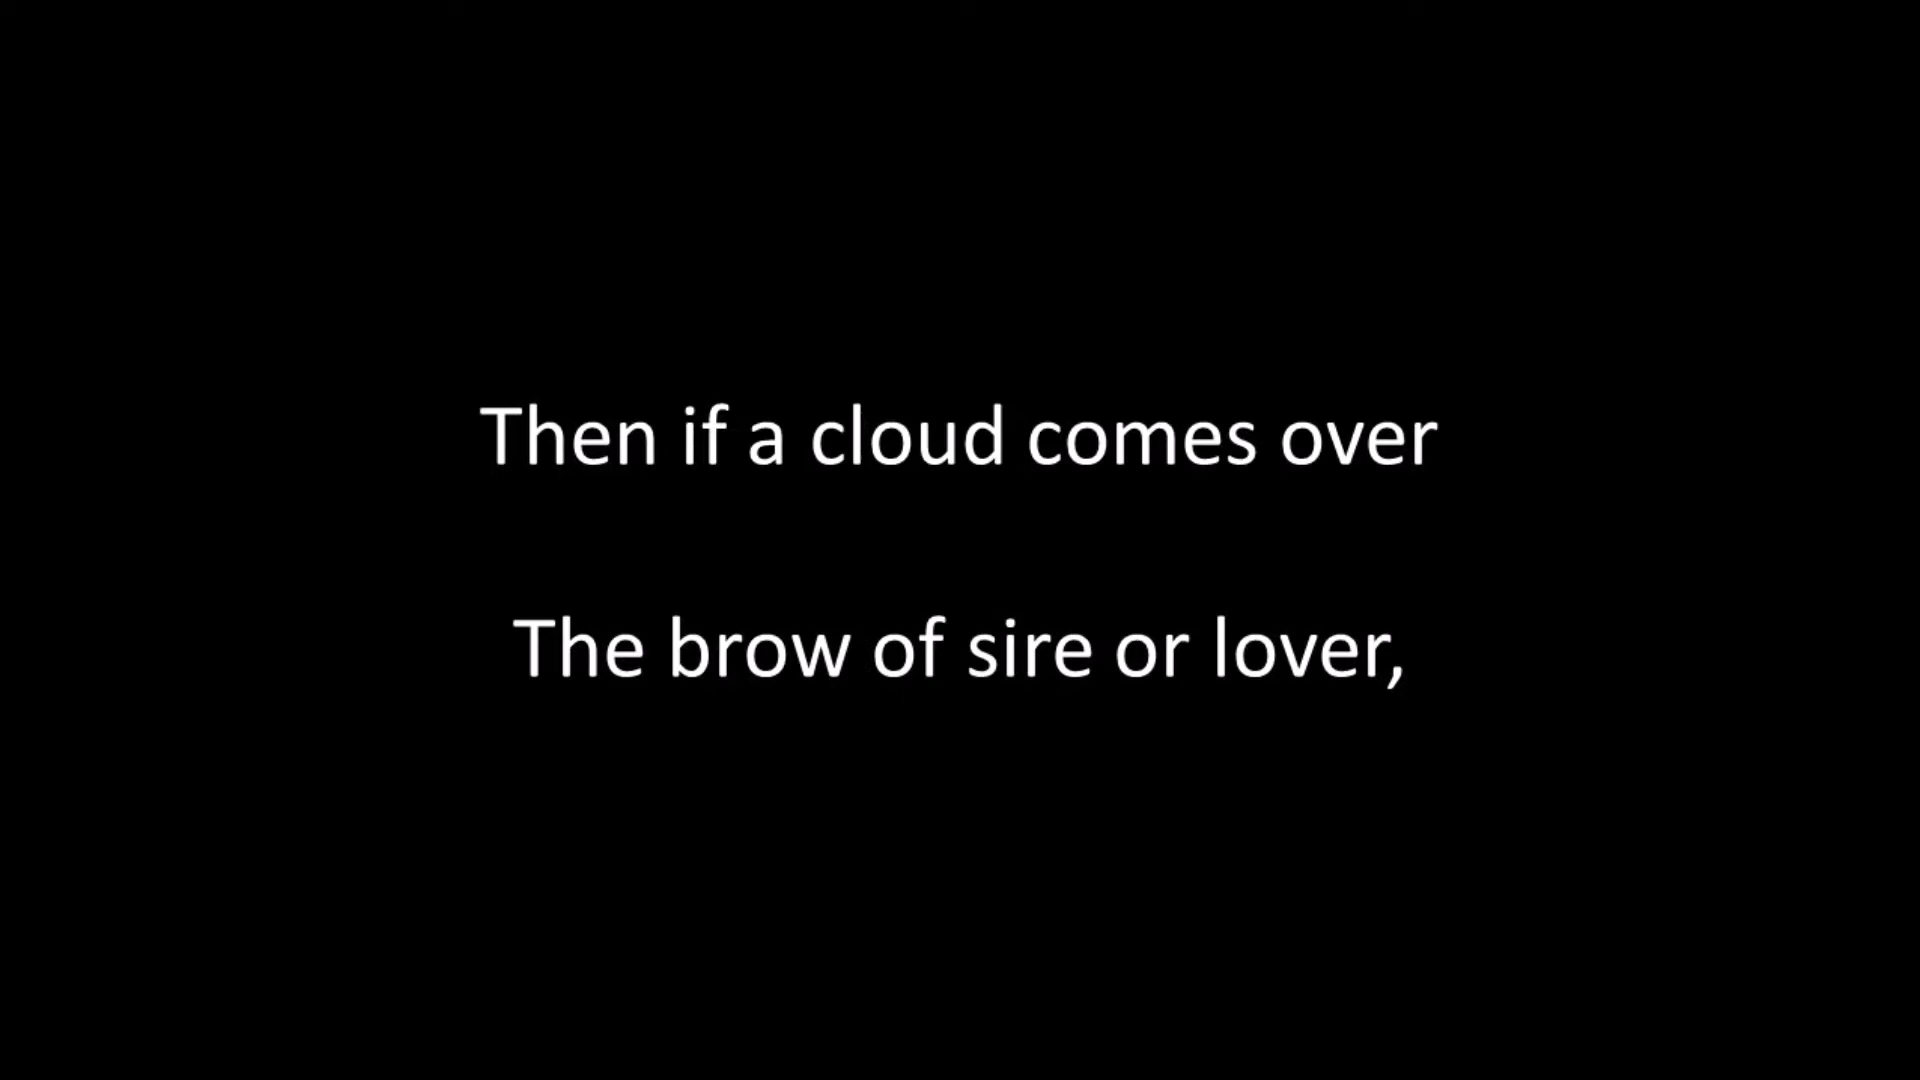 Then if a cloud comes over
The brow of sire or lover,